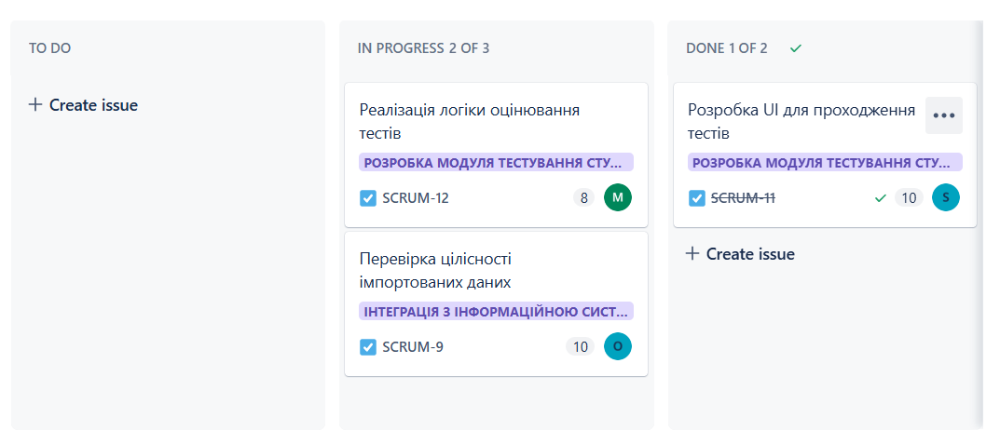 TO DO
+ Create issue
IN PROGRESS 2 OF 3
Реалізація логіки оцінювання
тестів
РОЗРОБКА МОДУЛЯ ТЕСТУВАННЯ СТУ...
SCRUM-12 8 M
Перевірка цілісності
імпортованих даних
ІНТЕГРАЦІЯ З ІНФОРМАЦІЙНОЮ СИСТ...
SCRUM-9 10 O
DONE 1 OF 2
Розробка UI для проходження
тестів
РОЗРОБКА МОДУЛЯ ТЕСТУВАННЯ СТУ...
SCRUM-11 10 S
+ Create issue